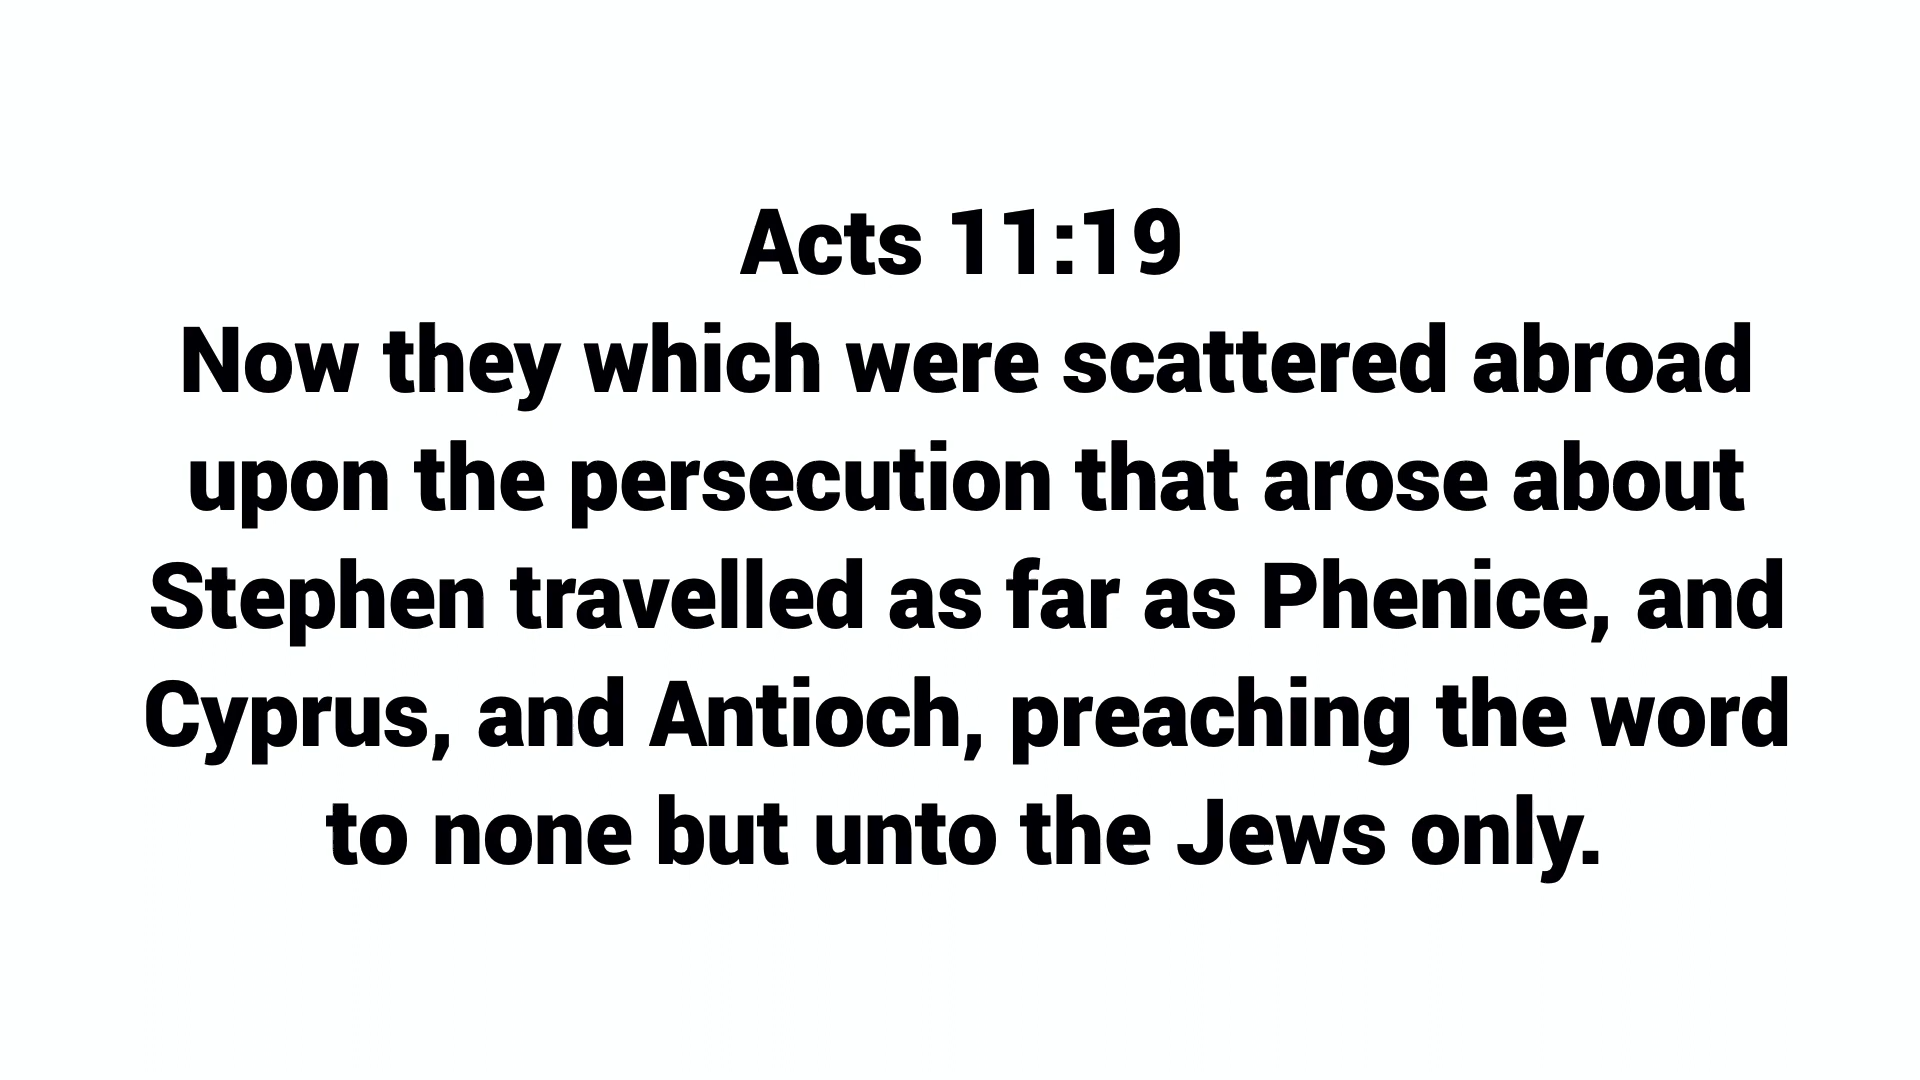 Acts 11:19
Now they which were scattered abroad
upon the persecution that arose about
Stephen travelled as far as Phenice, and
Cyprus, and Antioch, preaching the word
to none but unto the Jews only.